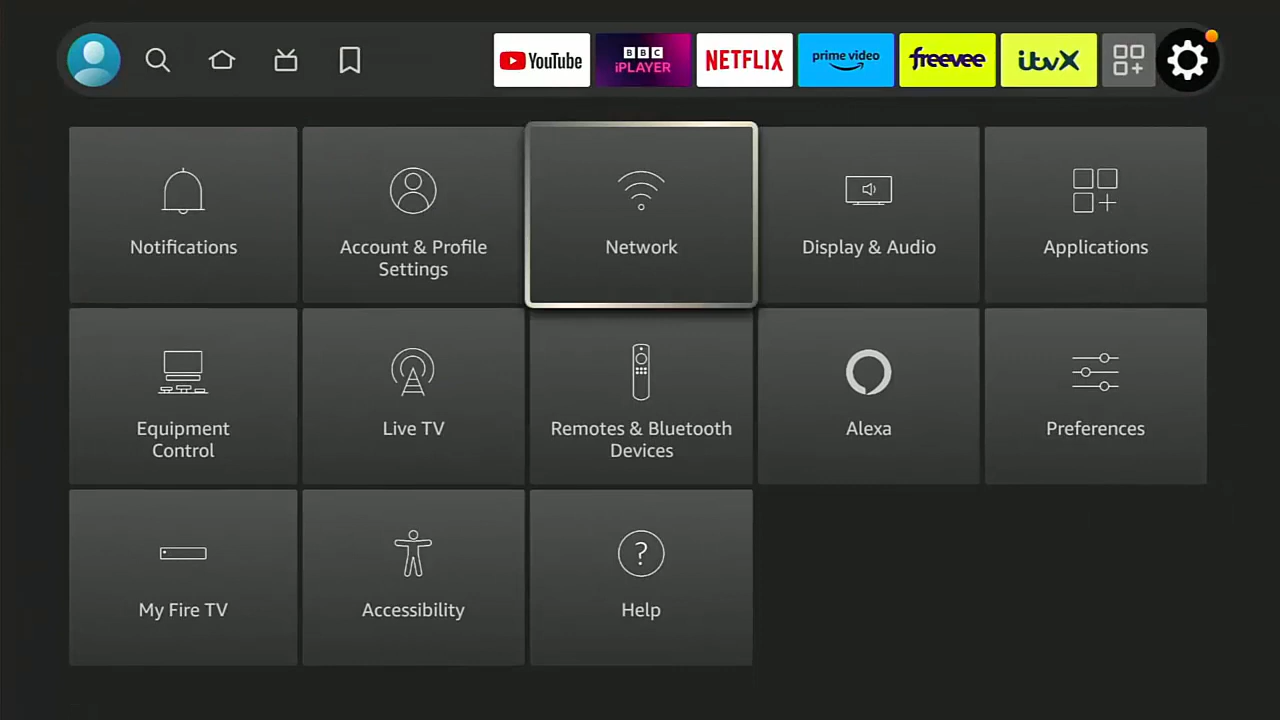 YouTube
BBC
iPLAYER
NETFLIX
prime video
freevee
itvX
Notifications
Account & Profile
Settings
Network
Display & Audio
Applications
Equipment
Control
Live TV
Remotes & Bluetooth
Devices
Alexa
Preferences
My Fire TV
Accessibility
?
Help